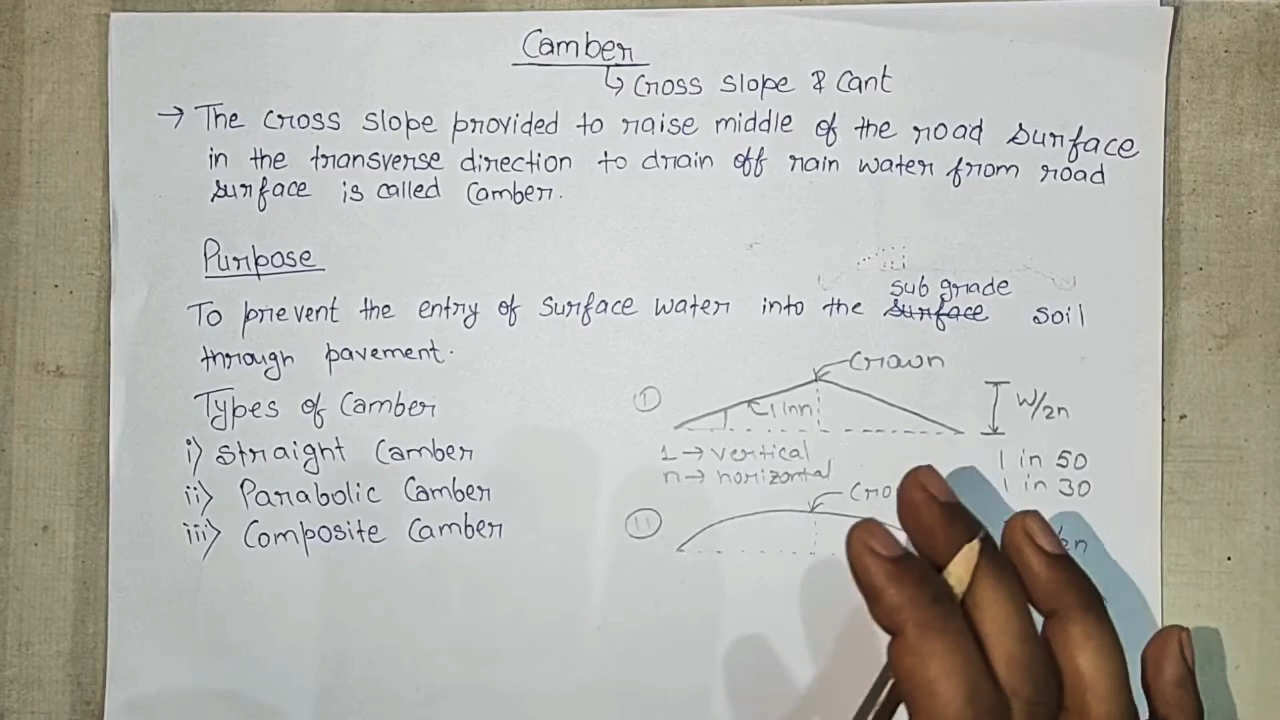 Camber
↳ Cross slope & Cant
→ The cross slope provided to raise middle of the road surface
in the transverse direction to drain off rain water from road
surface is called Camber.
Purpose
sub grade
To prevent the entry of surface water into the surface soil
through pavement.
Types of Camber
i) Straight Camber
ii) Parabolic Camber
iii) Composite Camber
I
Crown
1 in n
W/2n
1 → vertical
n → horizontal
1 in 50
1 in 30
II